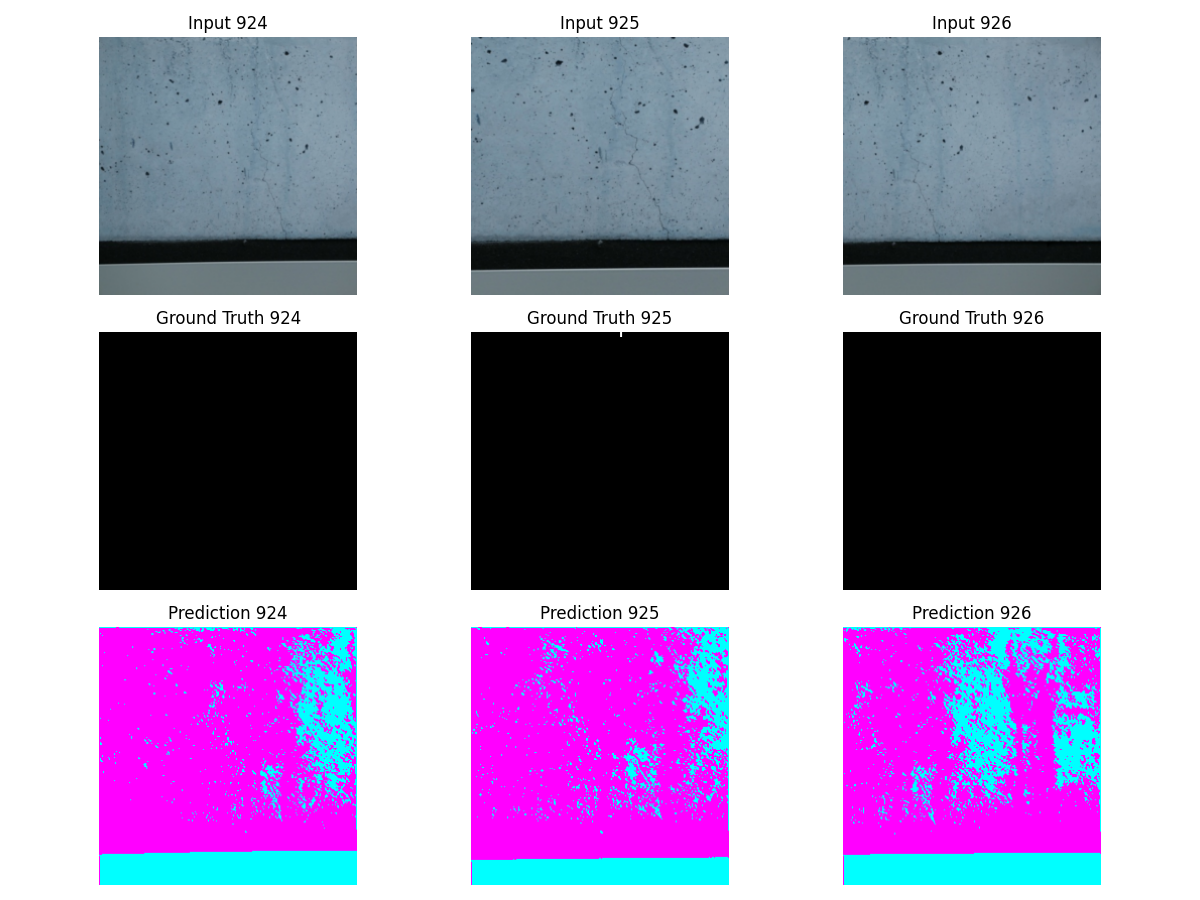 Input 924
Input 925
Input 926
Ground Truth 924
Ground Truth 925
Ground Truth 926
Prediction 924
Prediction 925
Prediction 926